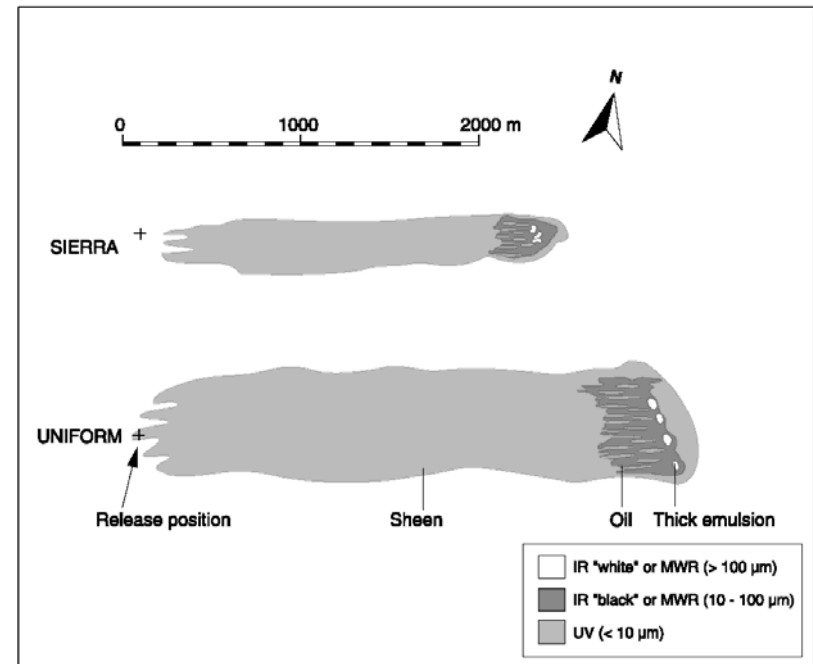 N
0 1000 2000 m
SIERRA
UNIFORM
Release position Sheen Oil Thick emulsion
IR "white" or MWR (> 100 µm)
IR "black" or MWR (10 - 100 µm)
UV (< 10 µm)